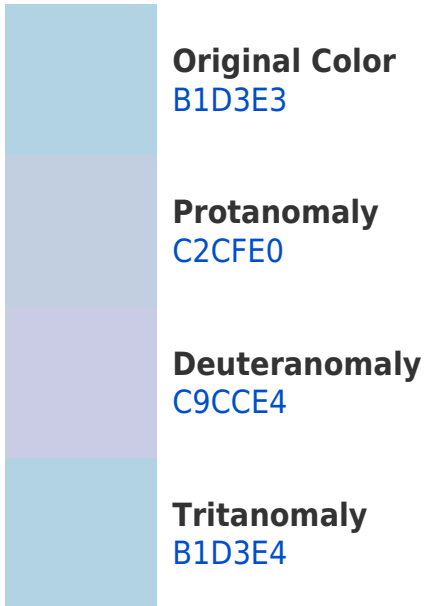 Original Color
B1D3E3
Protanomaly
C2CFE0
Deuteranomaly
C9CCE4
Tritanomaly
B1D3E4